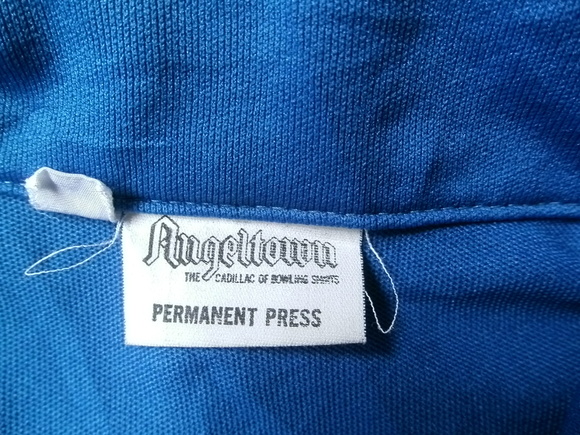 Angeltown
THE CADILLAC OF BOWLING SHIRTS
PERMANENT PRESS